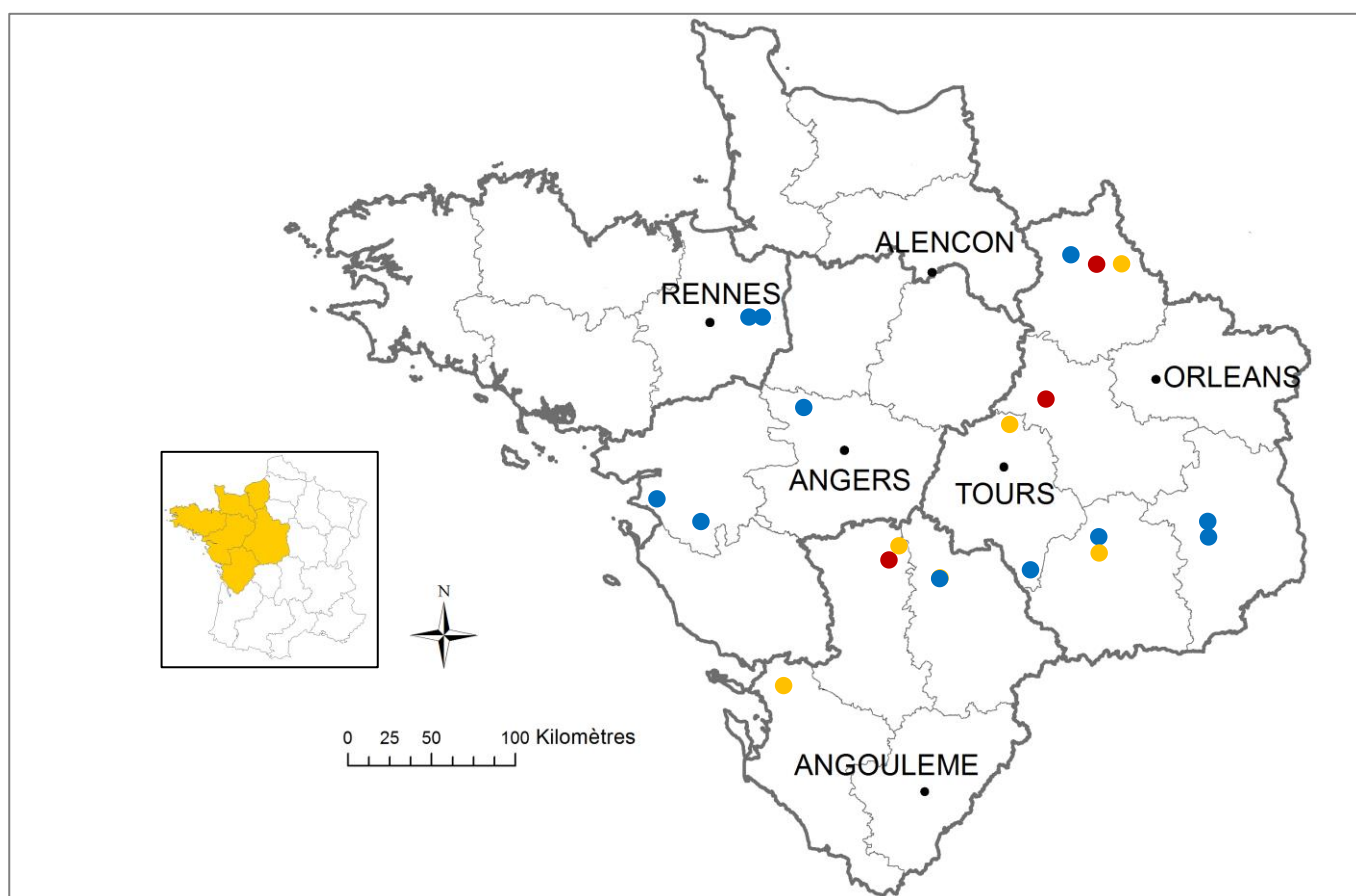 ALENCON
RENNES
ORLEANS
ANGERS
TOURS
N
0 25 50 100 Kilomètres
ANGOULEME